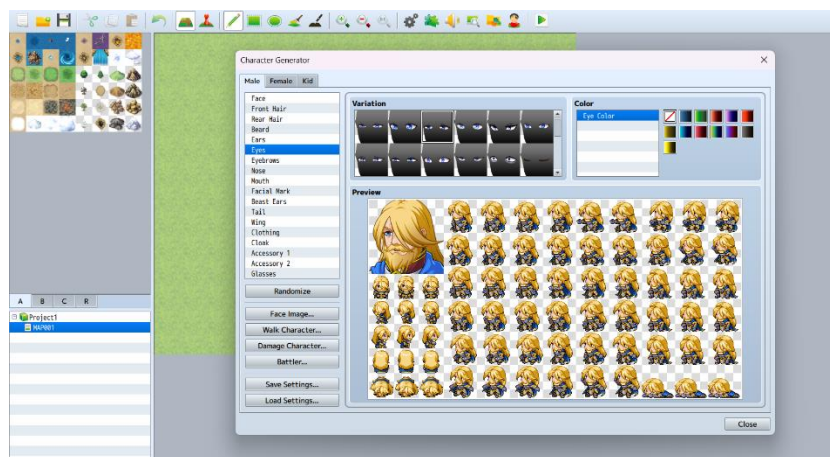 Character Generator
Male Female Kid
Face
Front Hair
Rear Hair
Beard
Ears
Eyes
Eyebrows
Nose
Mouth
Facial Mark
Beast Ears
Tail
Wing
Clothing
Cloak
Accessory 1
Accessory 2
Glasses
Randomize
Face Image...
Walk Character...
Damage Character...
Battler...
Save Settings...
Load Settings...
Variation
Color
Eye Color
Preview
Close
A B C R
Project1
MAP001